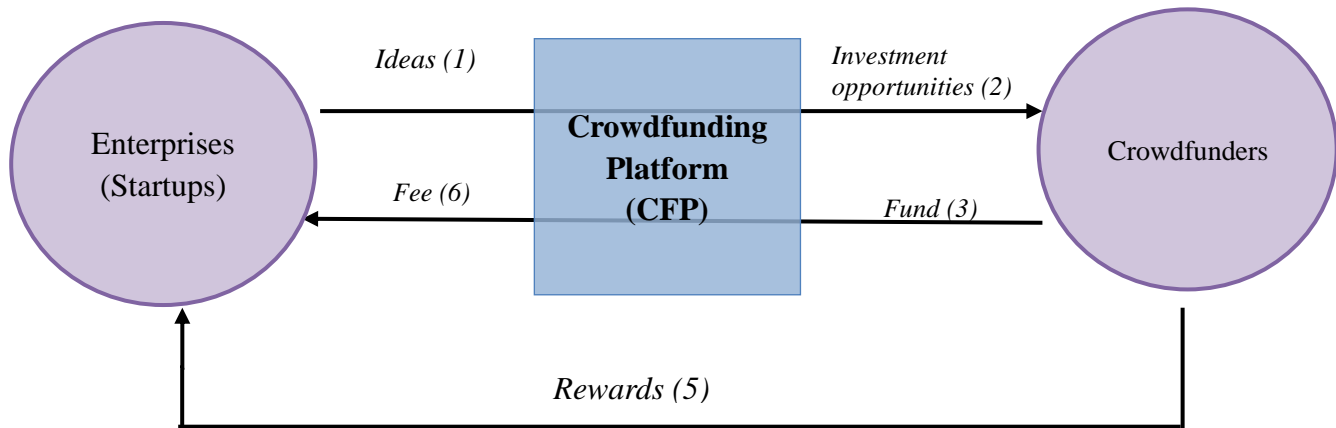 Ideas (1)
Investment
opportunities (2)
Enterprises
(Startups)
Crowdfunding
Platform
(CFP)
Crowdfunders
Fee (6)
Fund (3)
Rewards (5)